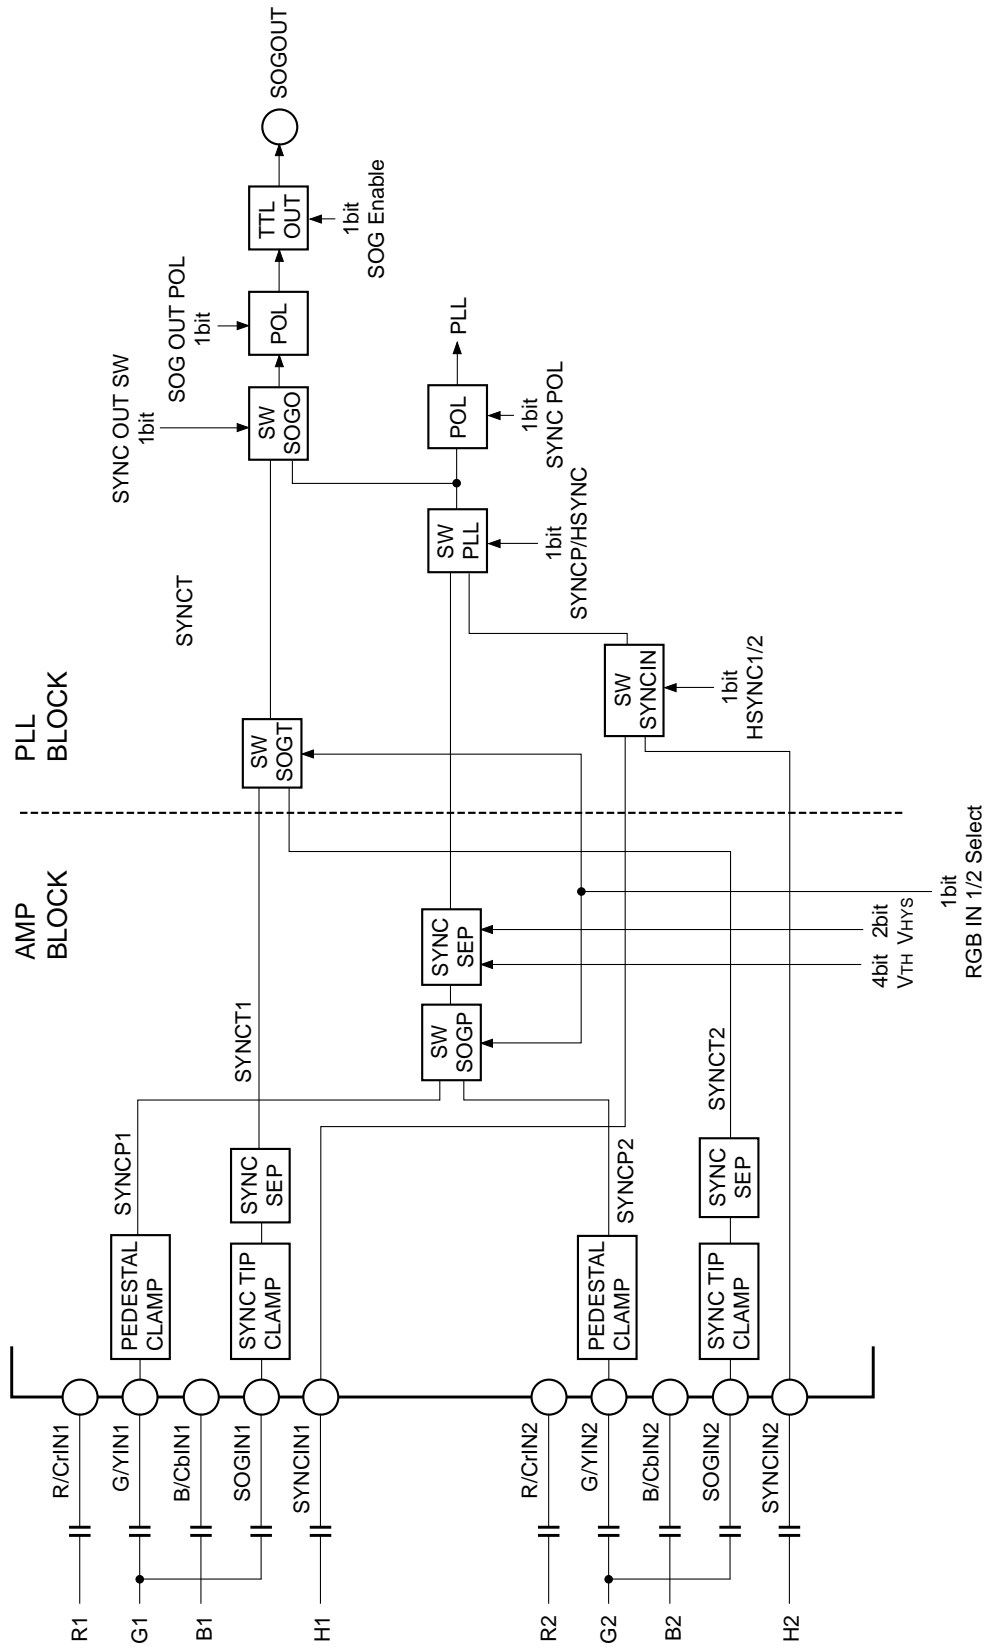 AMP
BLOCK
PLL
BLOCK
R1
R/CrIN1
G1
G/YIN1
PEDESTAL
CLAMP
SYNCP1
B1
B/CbIN1
SOGIN1
SYNC TIP
CLAMP
SYNC
SEP
SYNCT1
SW
SOGT
SYNCT
SYNC OUT SW
1bit
SW
SOGO
SOG OUT POL
1bit
POL
TTL
OUT
1bit
SOG Enable
SOGOUT
H1
SYNCIN1
SW
SOGP
SYNC
SEP
SW
PLL
1bit
SYNCP/HSYNC
POL
1bit
SYNC POL
PLL
R2
R/CrIN2
G2
G/YIN2
PEDESTAL
CLAMP
SYNCP2
SW
SYNCIN
1bit
HSYNC1/2
B2
B/CbIN2
SOGIN2
SYNC TIP
CLAMP
SYNC
SEP
SYNCT2
H2
SYNCIN2
4bit 2bit
VTH VHYS
1bit
RGB IN 1/2 Select